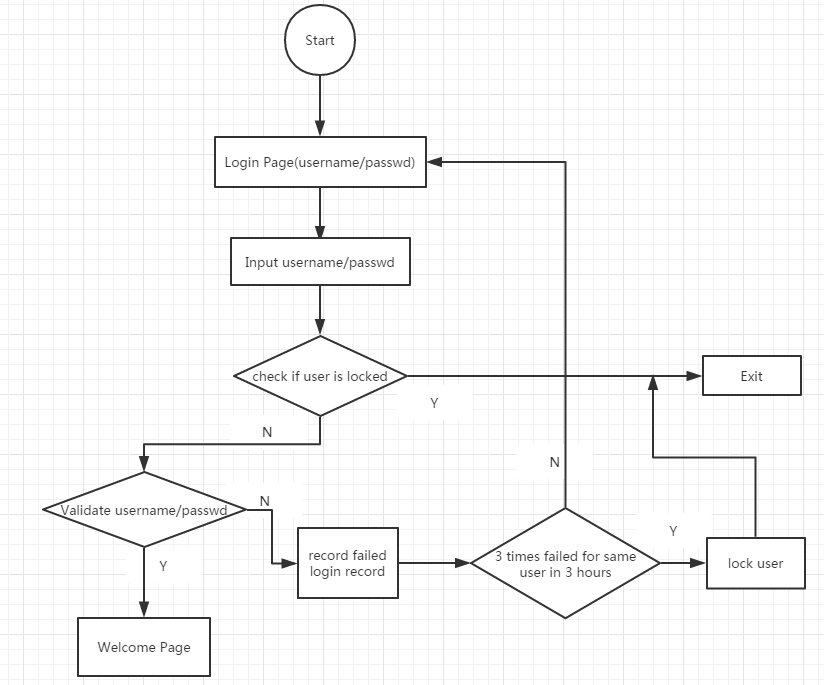 Start
Login Page(username/passwd)
Input username/passwd
check if user is locked
Exit
Y
N
N
Validate username/passwd
N
Y
record failed
login record
3 times failed for same
user in 3 hours
lock user
Y
Welcome Page